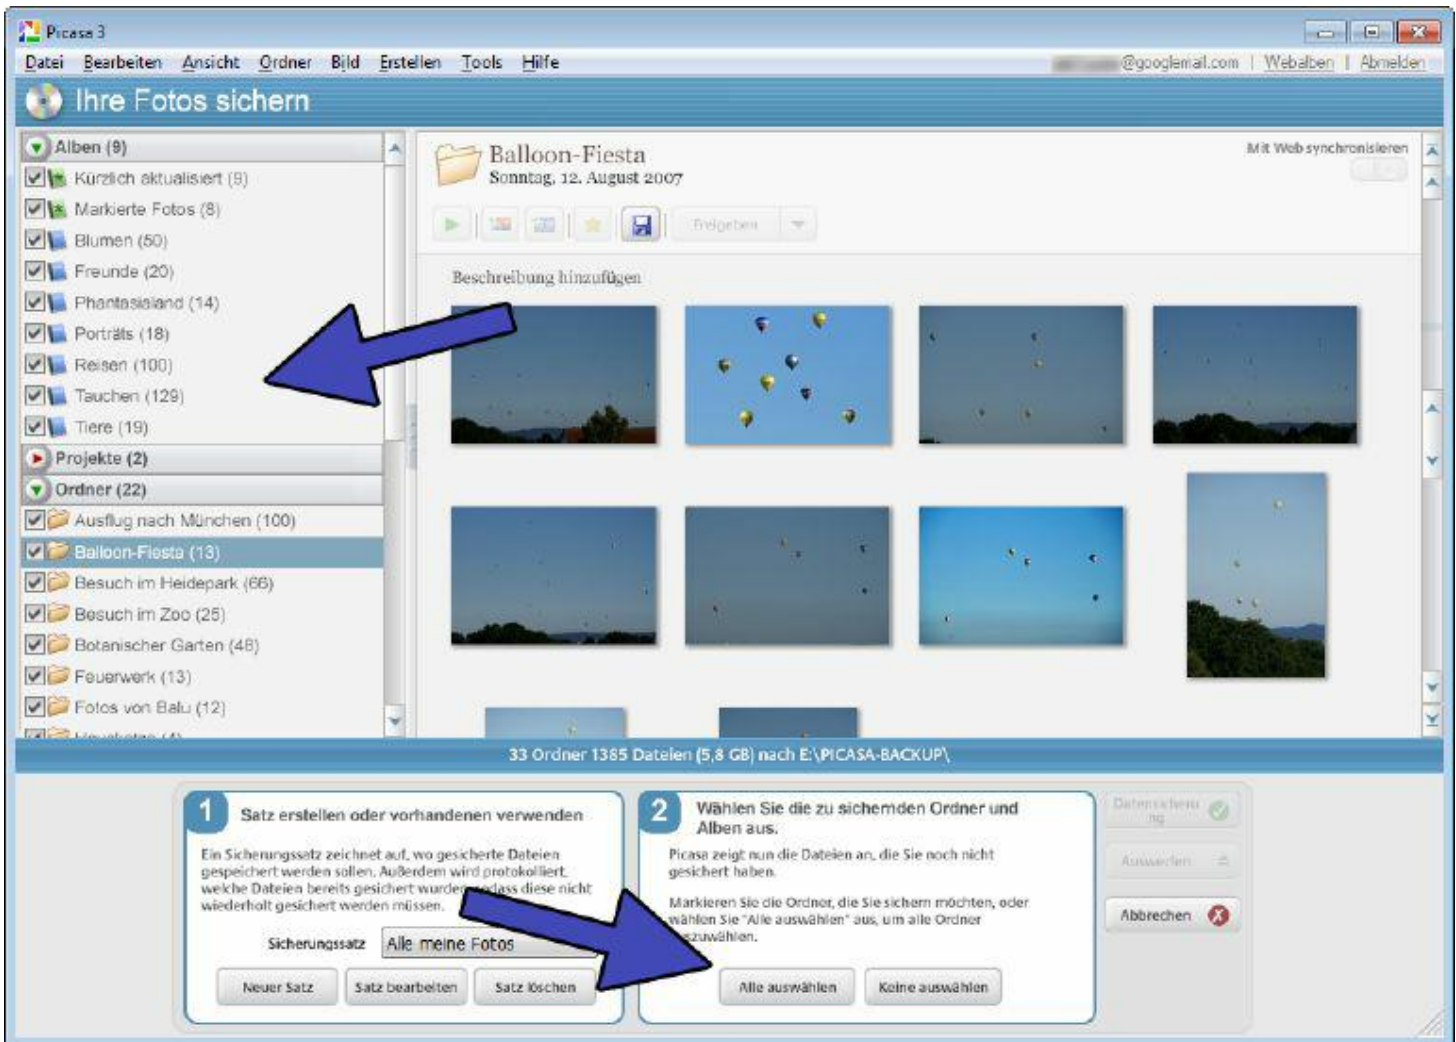 Picasa 3
Datei Bearbeiten Ansicht Ordner Bild Erstellen Tools Hilfe
@googlemail.com | Webalben | Abmelden
Ihre Fotos sichern
Alben (9)
Kürzlich aktualisiert (9)
Markierte Fotos (8)
Blumen (50)
Freunde (20)
Phantasialand (14)
Porträts (18)
Reisen (100)
Tauchen (129)
Tiere (19)
Projekte (2)
Ordner (22)
Ausflug nach München (100)
Balloon-Fiesta (13)
Besuch im Heidepark (66)
Besuch im Zoo (25)
Botanischer Garten (48)
Feuerwerk (13)
Fotos von Balu (12)
Balloon-Fiesta
Sonntag, 12. August 2007
Mit Web synchronisieren
Freigeben
Beschreibung hinzufügen
33 Ordner 1385 Dateien (5,8 GB) nach E:\PICASA-BACKUP\
1 Satz erstellen oder vorhandenen verwenden
Ein Sicherungssatz zeichnet auf, wo gesicherte Dateien
gespeichert werden sollen. Außerdem wird protokolliert,
welche Dateien bereits gesichert wurden, sodass diese nicht
wiederholt gesichert werden müssen.
Sicherungssatz Alle meine Fotos
Neuer Satz Satz bearbeiten Satz löschen
2 Wählen Sie die zu sichernden Ordner und
Alben aus.
Picasa zeigt nun die Dateien an, die Sie noch nicht
gesichert haben.
Markieren Sie die Ordner, die Sie sichern möchten, oder
wählen Sie "Alle auswählen" aus, um alle Ordner
auszuwählen.
Alle auswählen Keine auswählen
Datensicheru
ng
Auswerfen
Abbrechen